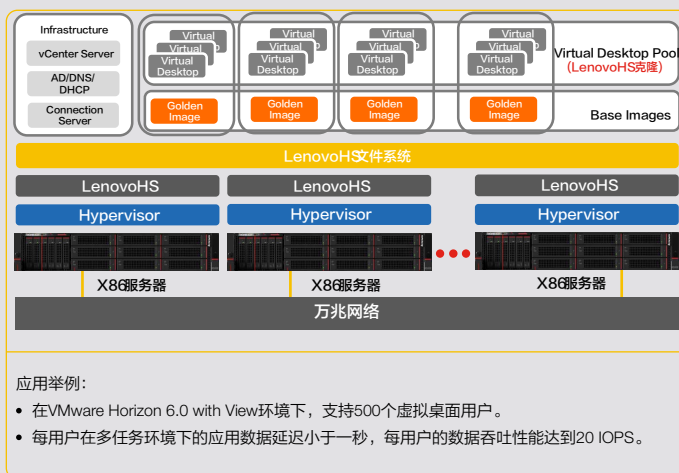 Infrastructure
vCenter Server
AD/DNS/
DHCP
Connection
Server
Virtual
Virtual
Virtual
Desktop
Virtual
Virtual
Virtual
Desktop
Virtual
Virtual
Virtual
Desktop
Virtual
Virtual
Virtual
Desktop
Virtual Desktop Pool
(LenovoHS克隆)
Golden
Image
Golden
Image
Golden
Image
Golden
Image
Base Images
LenovoHS文件系统
LenovoHS
LenovoHS
LenovoHS
Hypervisor
Hypervisor
Hypervisor
X86服务器
X86服务器
X86服务器
万兆网络
应用举例:
• 在VMware Horizon 6.0 with View环境下，支持500个虚拟桌面用户。
• 每用户在多任务环境下的应用数据延迟小于一秒，每用户的数据吞吐性能达到20 IOPS。